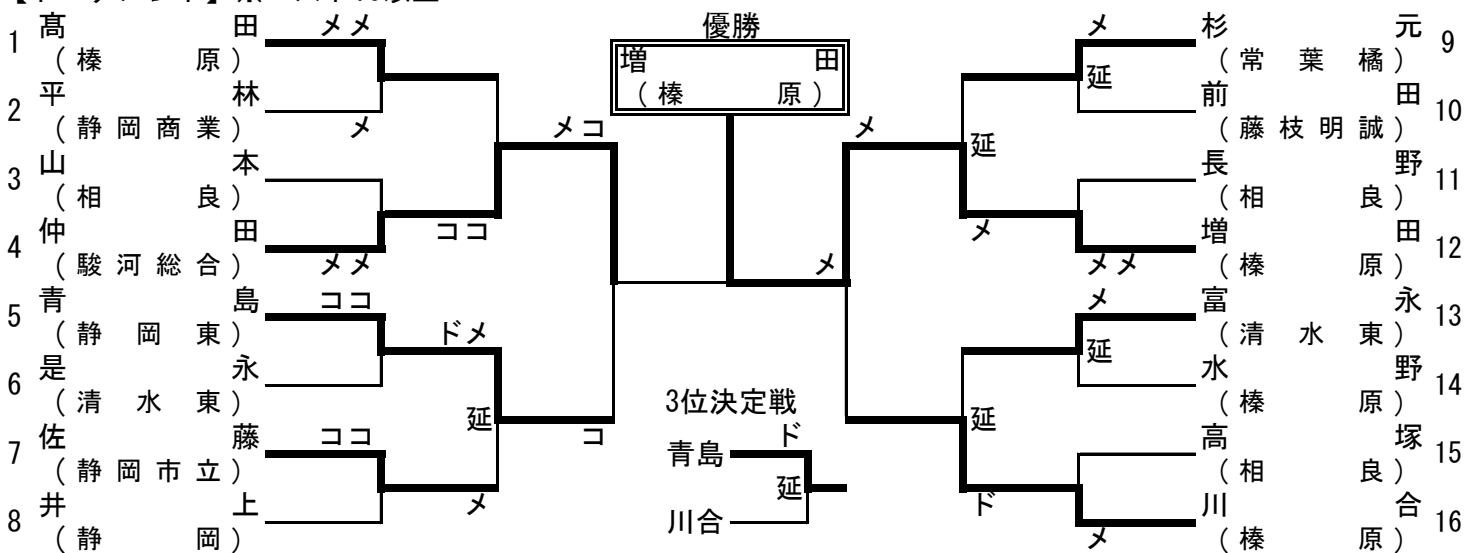 優勝
増田
(榛原)
1 髙田 メメ
(榛原)
2 平林
(静岡商業) メ
メコ
3 山本
(相良)
4 仲田 ココ
(駿河総合) メメ
5 青島 ココ
(静岡東) ドメ
6 是永
(清水東) 延
コ
7 佐藤 ココ
(静岡市立)
8 井上 メ
(静岡)
メ
メ
3位決定戦
ド
青島
延
川合
メ 杉元 9
(常葉橘)
延
前田 10
(藤枝明誠)
延
長野 11
(相良)
メ
増田 12
メメ (榛原)
メ 富永 13
(清水東)
延
水野 14
(榛原)
延
高塚 15
(相良)
ド
川合 16
メ (榛原)